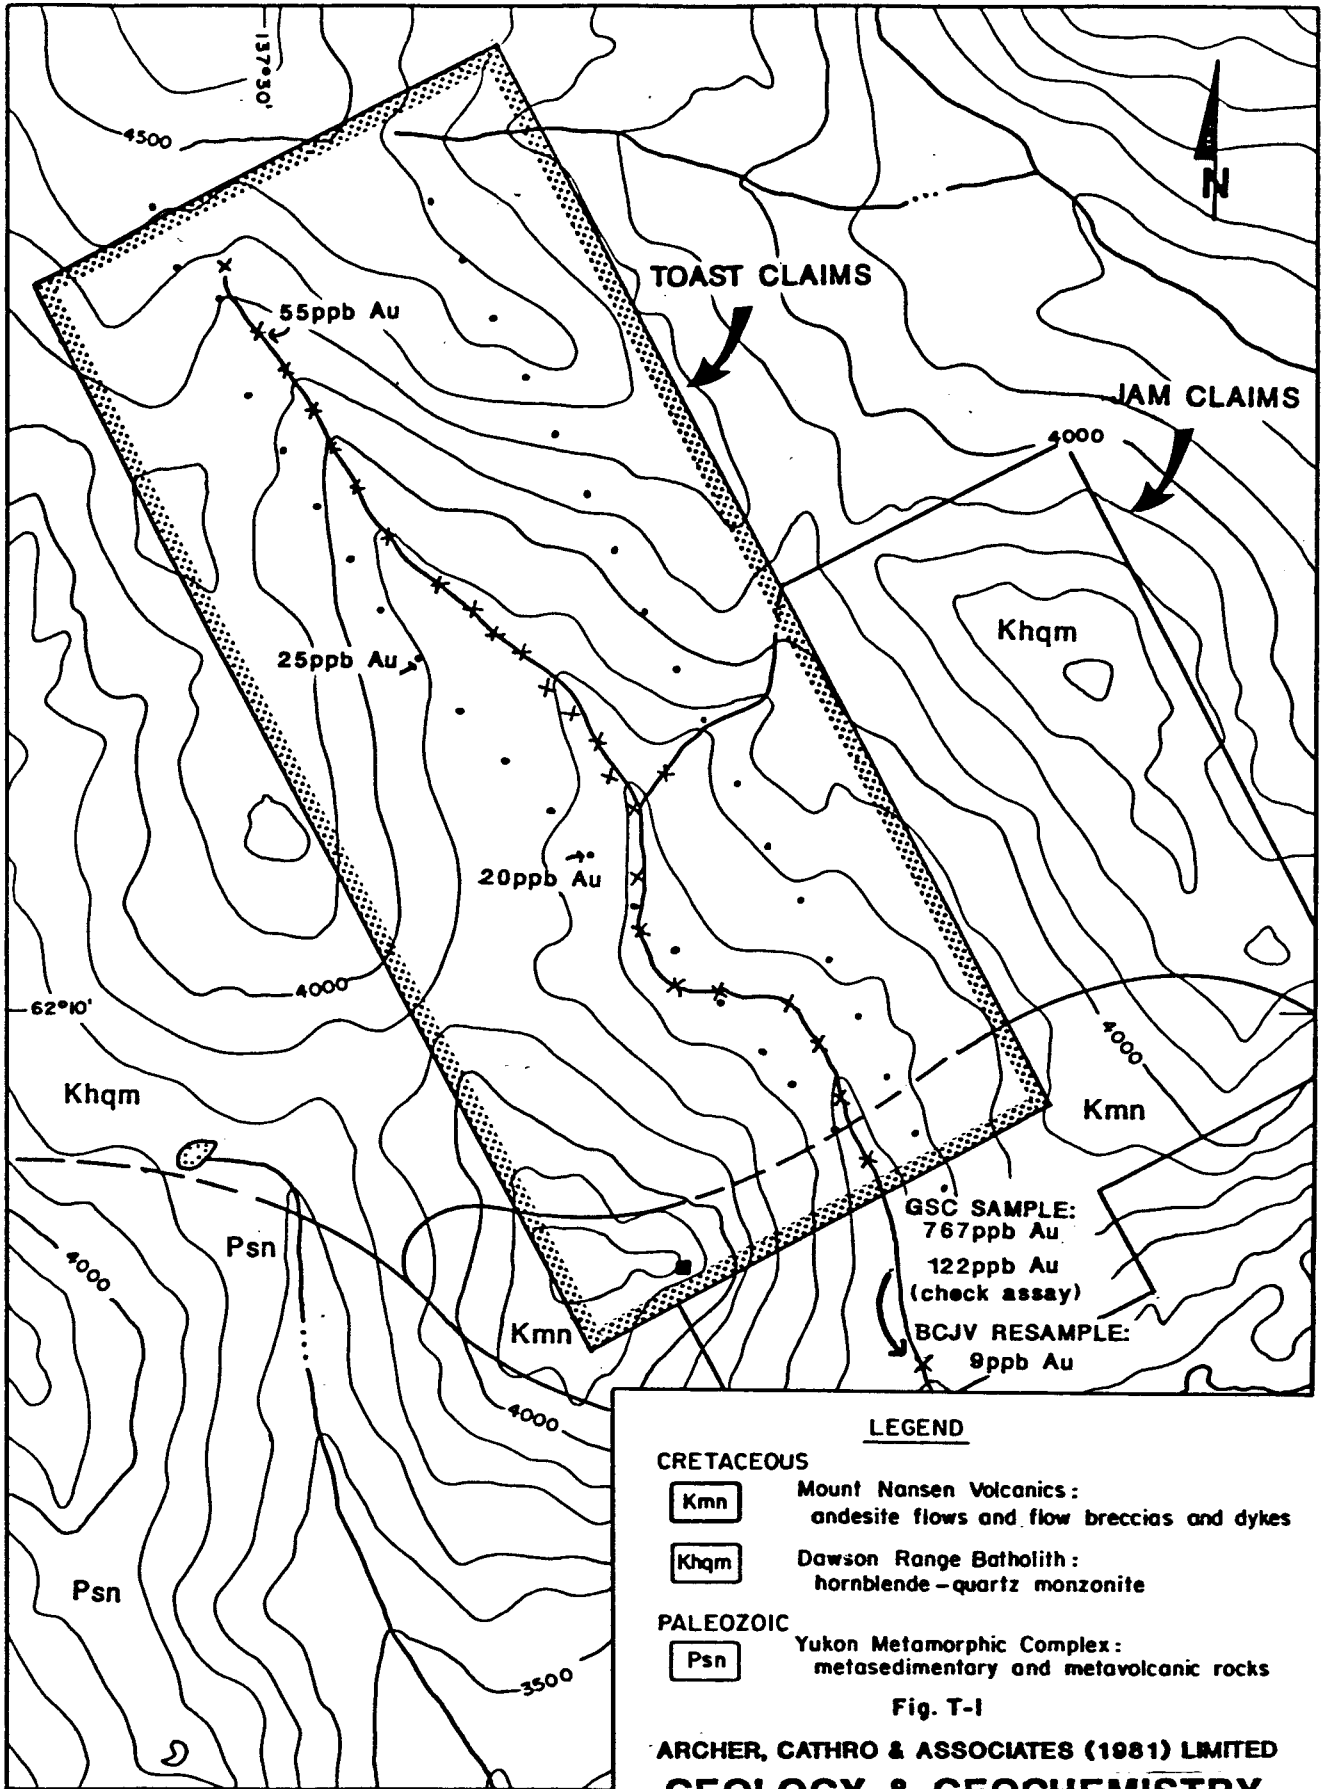 137°30'
4500
N
TOAST CLAIMS
55ppb Au
JAM CLAIMS
4000
Khqm
25ppb Au
20ppb Au
4000
62°10'
4000
Khqm
Kmn
GSC SAMPLE:
767ppb Au
122ppb Au
(check assay)
Psn
4000
Kmn
BCJV RESAMPLE:
9ppb Au
4000
LEGEND
CRETACEOUS
Kmn
Mount Nansen Volcanics:
andesite flows and flow breccias and dykes
Khqm
Dawson Range Batholith:
hornblende-quartz monzonite
Psn
PALEOZOIC
Psn
Yukon Metamorphic Complex:
metasedimentary and metavolcanic rocks
3500
Fig. T-1
ARCHER, CATHRO & ASSOCIATES (1981) LIMITED
GEOLOGY & GEOCHEMISTRY